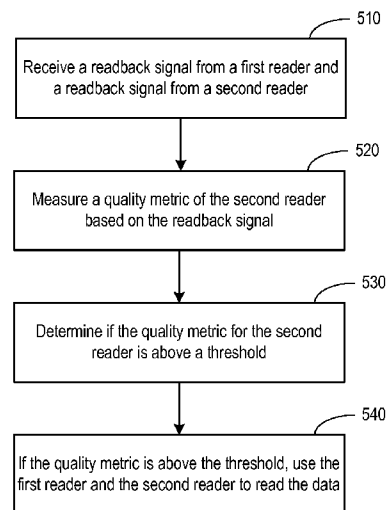 510
Receive a readback signal from a first reader and
a readback signal from a second reader
520
Measure a quality metric of the second reader
based on the readback signal
530
Determine if the quality metric for the second
reader is above a threshold
540
If the quality metric is above the threshold, use the
first reader and the second reader to read the data